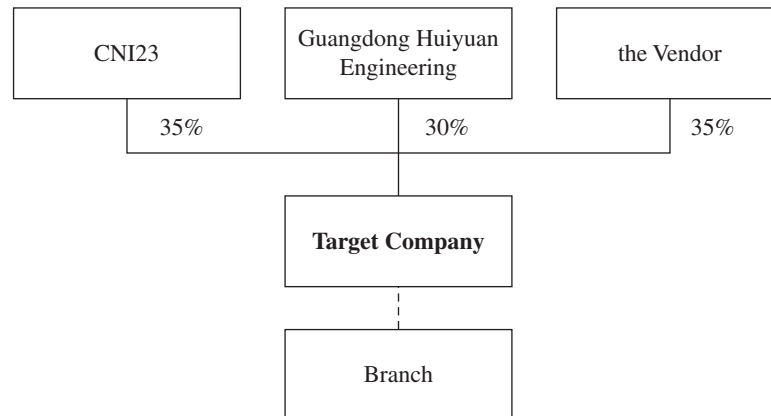 CNI23
Guangdong Huiyuan
Engineering
the Vendor
35%
30%
35%
Target Company
Branch